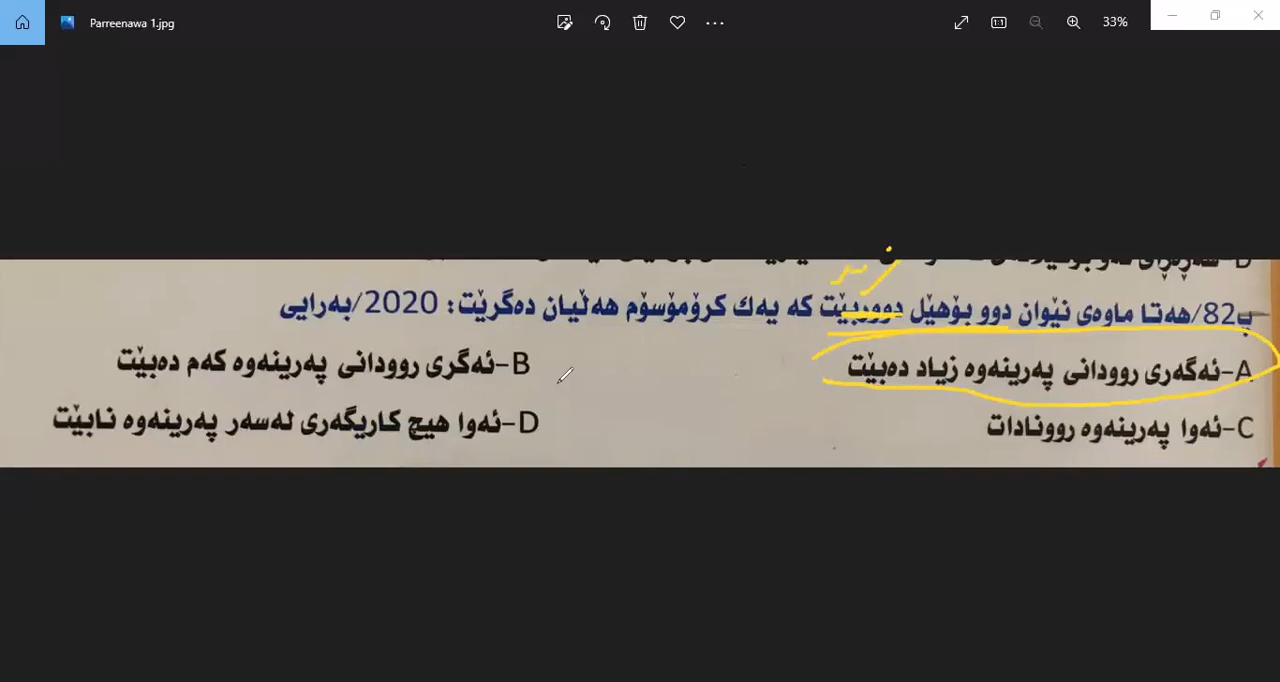 Parreenawa 1.jpg
33%
ب82/هەتا ماوەی نێوان دوو بۆهێل دووربێت کە یەك کرۆمۆسۆم هەڵیان دەگرێت: 2020/بەرایی
A-ئەگەری روودانی پەرینەوە زیاد دەبێت B-ئەگری روودانی پەرینەوە کەم دەبێت
C-ئەوا پەرینەوە روونادات D-ئەوا هیچ کاریگەری لەسەر پەرینەوە نابێت